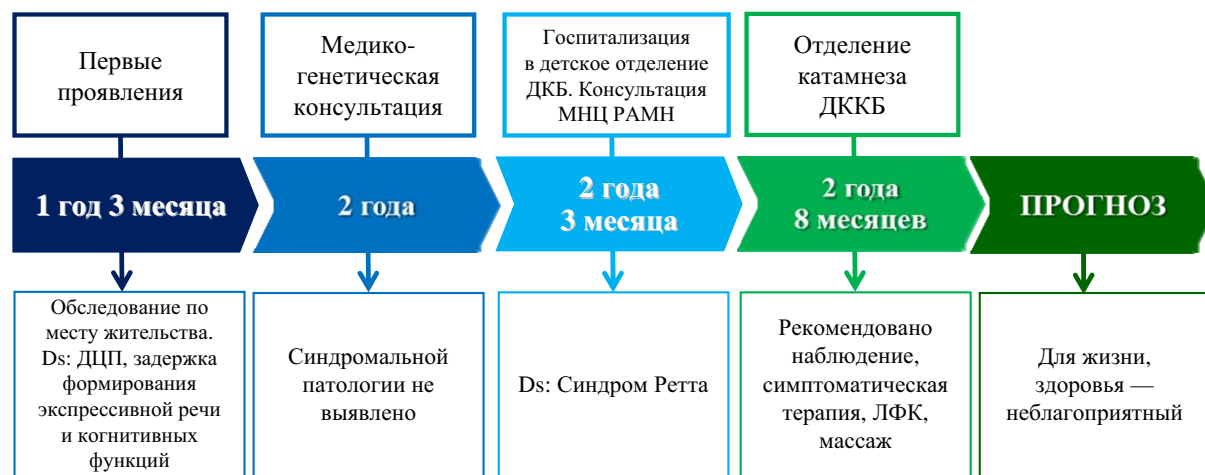 Первые
проявления
Медико-
генетическая
консультация
Госпитализация
в детское отделение
ДКБ. Консультация
МНЦ РАМН
Отделение
катамнеза
ДККБ
1 год 3 месяца
2 года
2 года
3 месяца
2 года
8 месяцев
ПРОГНОЗ
Обследование по
месту жительства.
Ds: ДЦП, задержка
формирования
экспрессивной речи
и когнитивных
функций
Синдромальной
патологии не
выявлено
Ds: Синдром Ретта
Рекомендовано
наблюдение,
симптоматическая
терапия, ЛФК,
массаж
Для жизни,
здоровья —
неблагоприятный